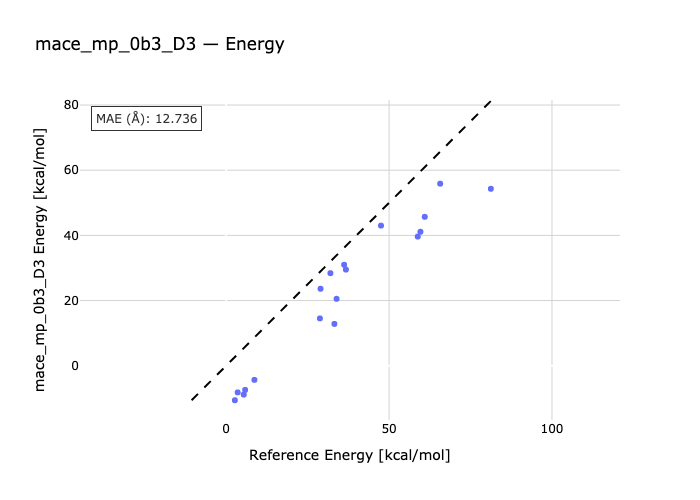 mace_mp_0b3_D3 — Energy
MAE (Å): 12.736
80
60
40
20
0
mace_mp_0b3_D3 Energy [kcal/mol]
0
50
100
Reference Energy [kcal/mol]